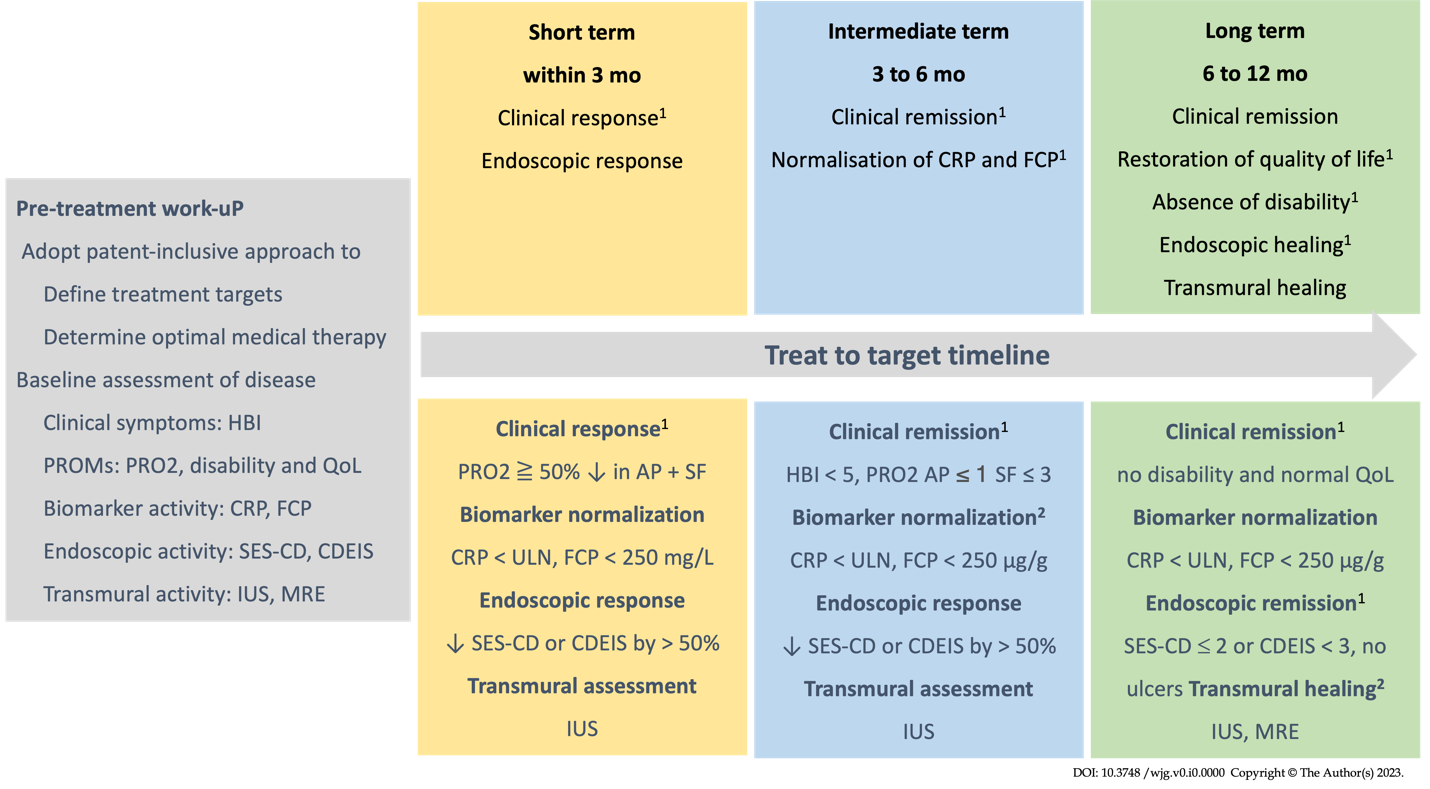 Pre-treatment work-uP
Adopt patent-inclusive approach to
Define treatment targets
Determine optimal medical therapy
Baseline assessment of disease
Clinical symptoms: HBI
PROMs: PRO2, disability and QoL
Biomarker activity: CRP, FCP
Endoscopic activity: SES-CD, CDEIS
Transmural activity: IUS, MRE
Short term
within 3 mo
Clinical response¹
Endoscopic response
Intermediate term
3 to 6 mo
Clinical remission¹
Normalisation of CRP and FCP¹
Long term
6 to 12 mo
Clinical remission
Restoration of quality of life¹
Absence of disability¹
Endoscopic healing¹
Transmural healing
Treat to target timeline
Clinical response¹
PRO2 ≧ 50% ↓ in AP + SF
Biomarker normalization
CRP < ULN, FCP < 250 mg/L
Endoscopic response
↓ SES-CD or CDEIS by > 50%
Transmural assessment
IUS
Clinical remission¹
HBI < 5, PRO2 AP ≤ 1 SF ≤ 3
Biomarker normalization²
CRP < ULN, FCP < 250 µg/g
Endoscopic response
↓ SES-CD or CDEIS by > 50%
Transmural assessment
IUS
Clinical remission¹
no disability and normal QoL
Biomarker normalization
CRP < ULN, FCP < 250 µg/g
Endoscopic remission¹
SES-CD ≤ 2 or CDEIS < 3, no
ulcers Transmural healing²
IUS, MRE
DOI: 10.3748 /wjg.v0.i0.0000 Copyright © The Author(s) 2023.